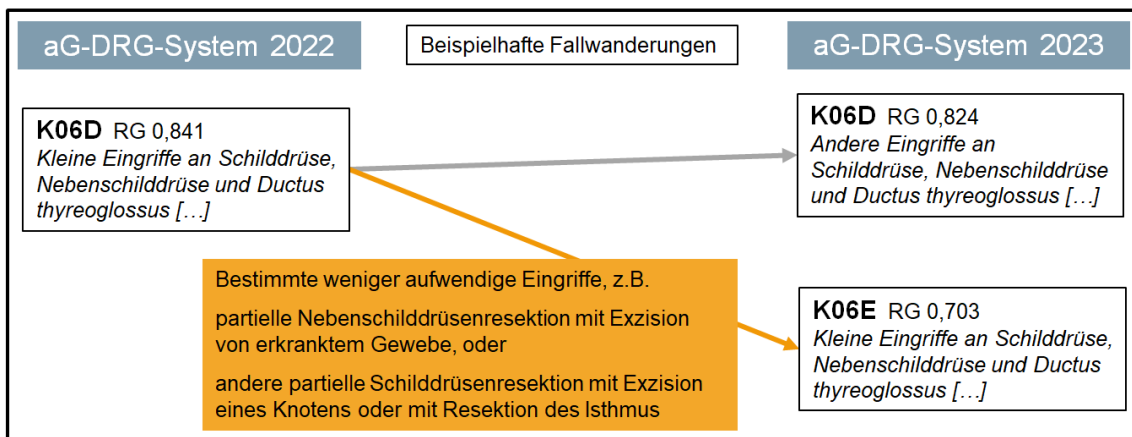 aG-DRG-System 2022
Beispielhafte Fallwanderungen
aG-DRG-System 2023
K06D RG 0,841
Kleine Eingriffe an Schilddrüse,
Nebenschilddrüse und Ductus
thyreoglossus [...]
K06D RG 0,824
Andere Eingriffe an
Schilddrüse, Nebenschilddrüse
und Ductus thyreoglossus [...]
Bestimmte weniger aufwendige Eingriffe, z.B.
partielle Nebenschilddrüsenresektion mit Exzision
von erkranktem Gewebe, oder
andere partielle Schilddrüsenresektion mit Exzision
eines Knotens oder mit Resektion des Isthmus
K06E RG 0,703
Kleine Eingriffe an Schilddrüse,
Nebenschilddrüse und Ductus
thyreoglossus [...]